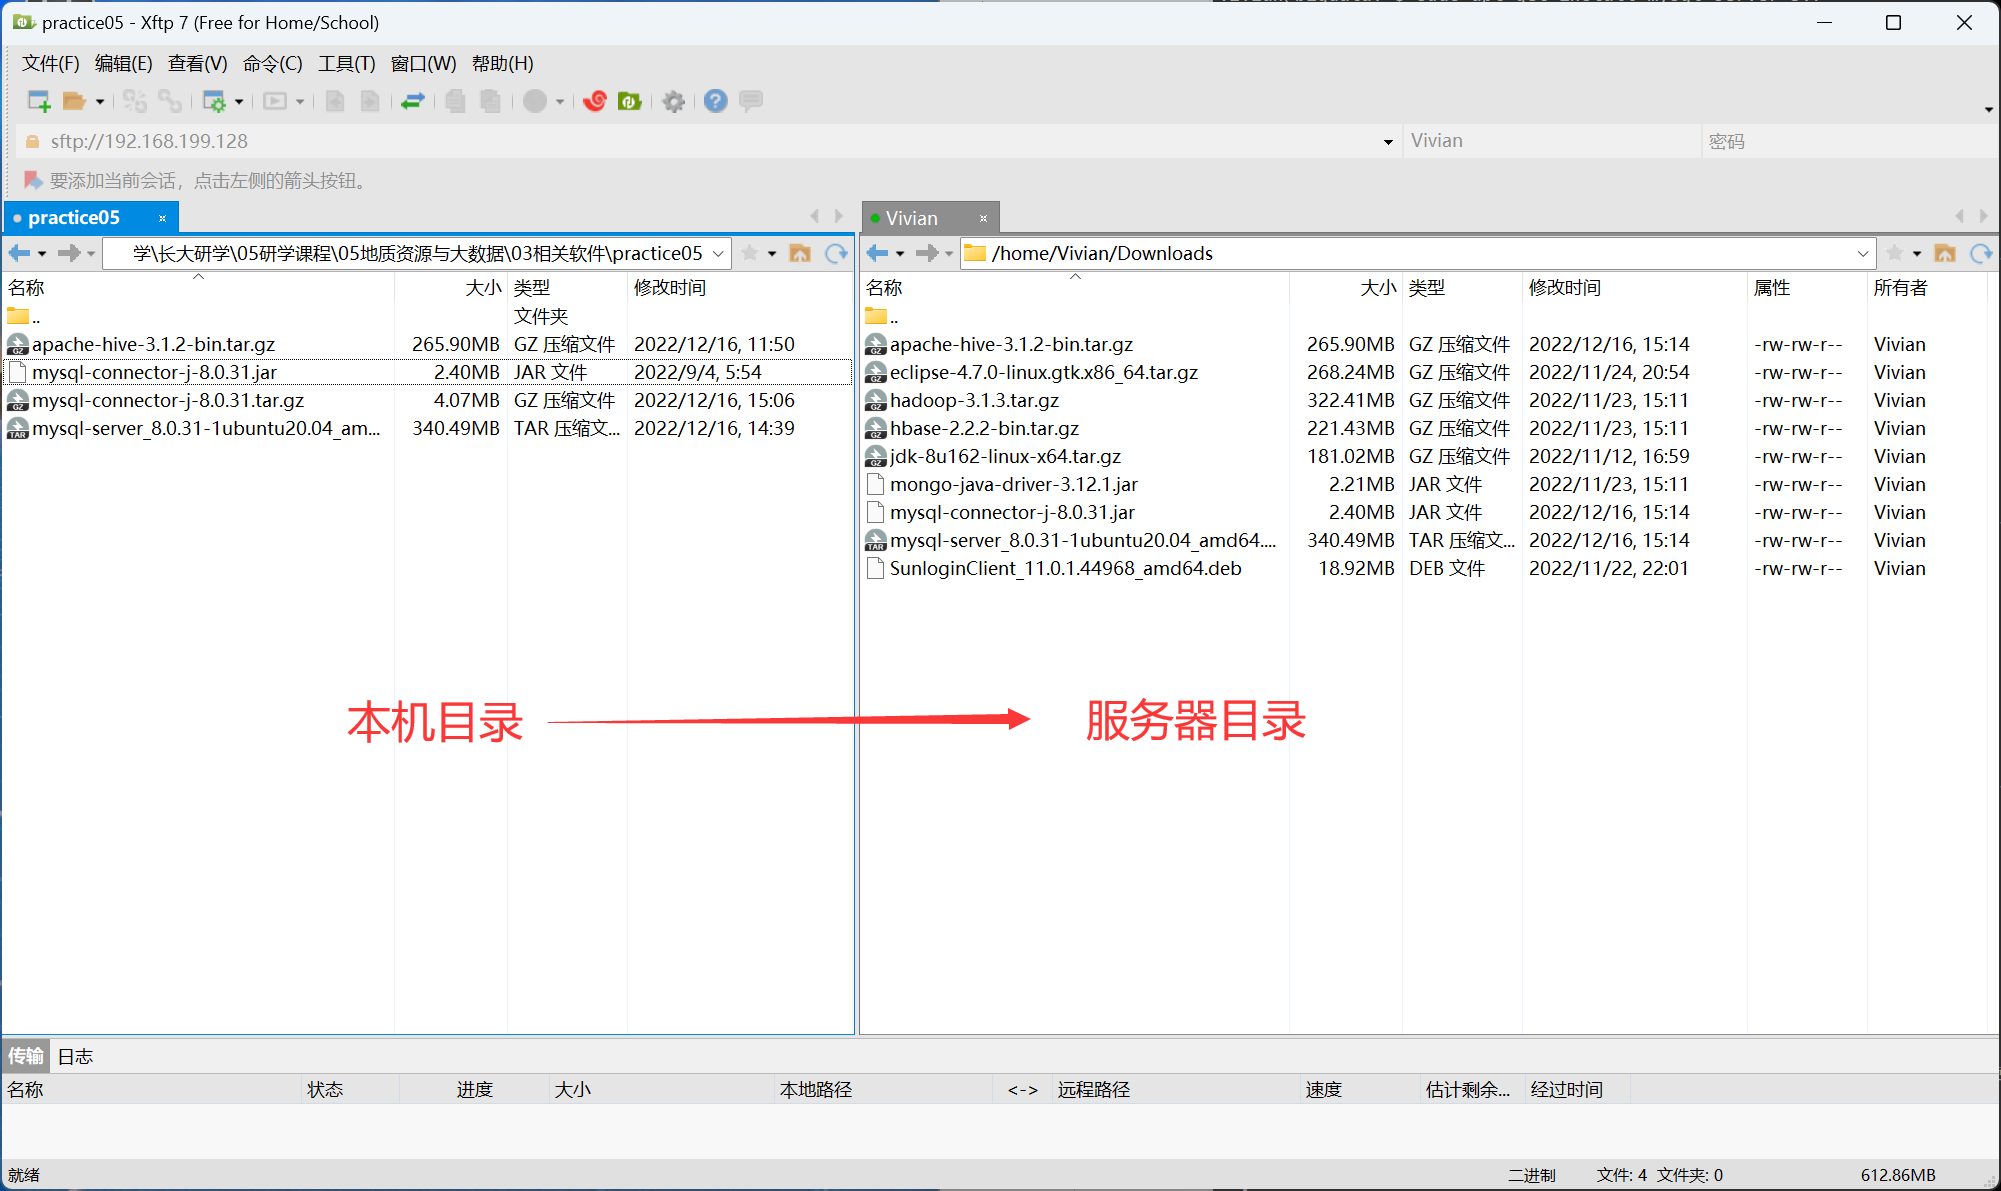 practice05 - Xftp 7 (Free for Home/School)
文件(F) 编辑(E) 查看(V) 命令(C) 工具(T) 窗口(W) 帮助(H)
sftp://192.168.199.128 Vivian 密码
要添加当前会话，点击左侧的箭头按钮。
practice05 Vivian
学\长大研学\05研学课程\05地质资源与大数据\03相关软件\practice05 /home/Vivian/Downloads
名称 大小 类型 修改时间
.. 文件夹
apache-hive-3.1.2-bin.tar.gz 265.90MB GZ 压缩文件 2022/12/16, 11:50
mysql-connector-j-8.0.31.jar 2.40MB JAR 文件 2022/9/4, 5:54
mysql-connector-j-8.0.31.tar.gz 4.07MB GZ 压缩文件 2022/12/16, 15:06
mysql-server_8.0.31-1ubuntu20.04_am... 340.49MB TAR 压缩文... 2022/12/16, 14:39
名称 大小 类型 修改时间 属性 所有者
..
apache-hive-3.1.2-bin.tar.gz 265.90MB GZ 压缩文件 2022/12/16, 15:14 -rw-rw-r-- Vivian
eclipse-4.7.0-linux.gtk.x86_64.tar.gz 268.24MB GZ 压缩文件 2022/11/24, 20:54 -rw-rw-r-- Vivian
hadoop-3.1.3.tar.gz 322.41MB GZ 压缩文件 2022/11/23, 15:11 -rw-rw-r-- Vivian
hbase-2.2.2-bin.tar.gz 221.43MB GZ 压缩文件 2022/11/23, 15:11 -rw-rw-r-- Vivian
jdk-8u162-linux-x64.tar.gz 181.02MB GZ 压缩文件 2022/11/12, 16:59 -rw-rw-r-- Vivian
mongo-java-driver-3.12.1.jar 2.21MB JAR 文件 2022/11/23, 15:11 -rw-rw-r-- Vivian
mysql-connector-j-8.0.31.jar 2.40MB JAR 文件 2022/12/16, 15:14 -rw-rw-r-- Vivian
mysql-server_8.0.31-1ubuntu20.04_amd64.... 340.49MB TAR 压缩文... 2022/12/16, 15:14 -rw-rw-r-- Vivian
SunloginClient_11.0.1.44968_amd64.deb 18.92MB DEB 文件 2022/11/22, 22:01 -rw-rw-r-- Vivian
本机目录 服务器目录
传输 日志
名称 状态 进度 大小 本地路径 <-> 远程路径 速度 估计剩余... 经过时间
就绪 二进制 文件: 4 文件夹: 0 612.86MB